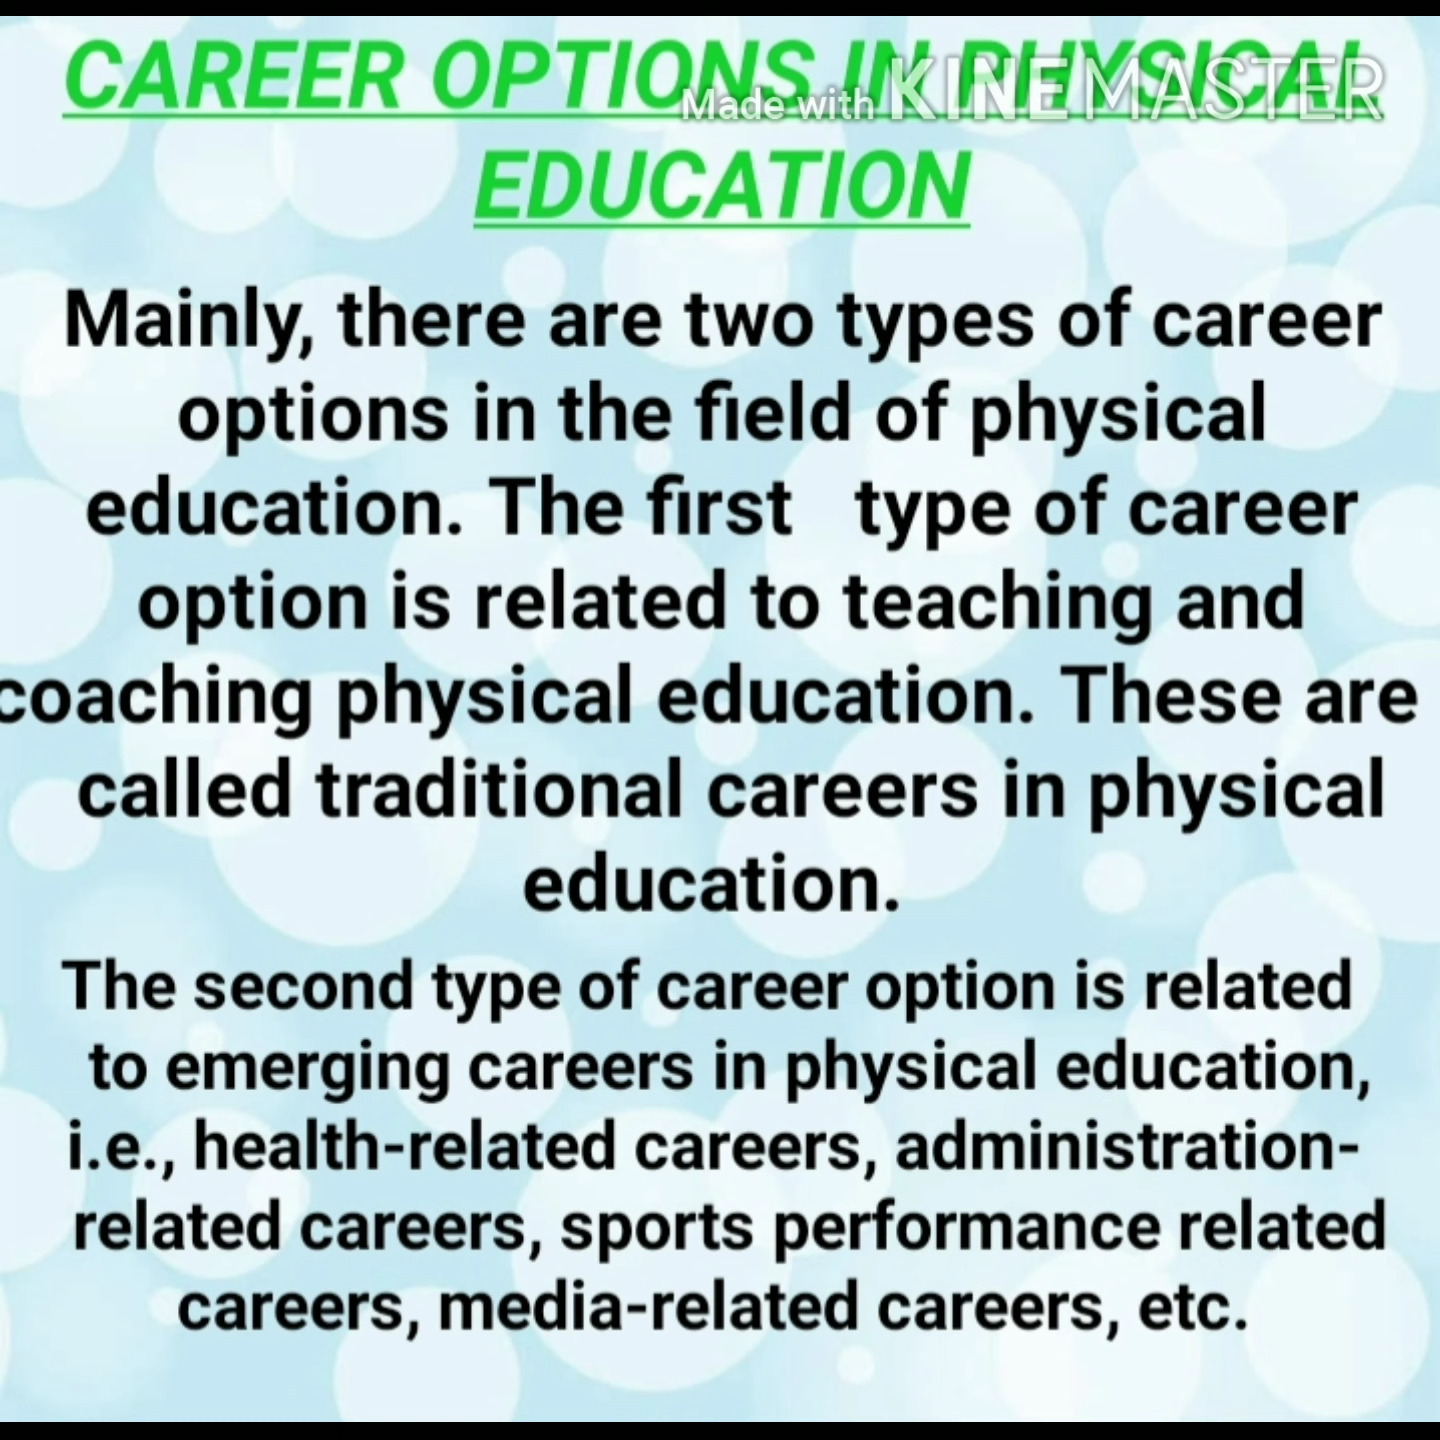 CAREER OPTIONS IN PHYSICAL
Made with KINEMASTER
EDUCATION
Mainly, there are two types of career
options in the field of physical
education. The first type of career
option is related to teaching and
coaching physical education. These are
called traditional careers in physical
education.
The second type of career option is related
to emerging careers in physical education,
i.e., health-related careers, administration-
related careers, sports performance related
careers, media-related careers, etc.